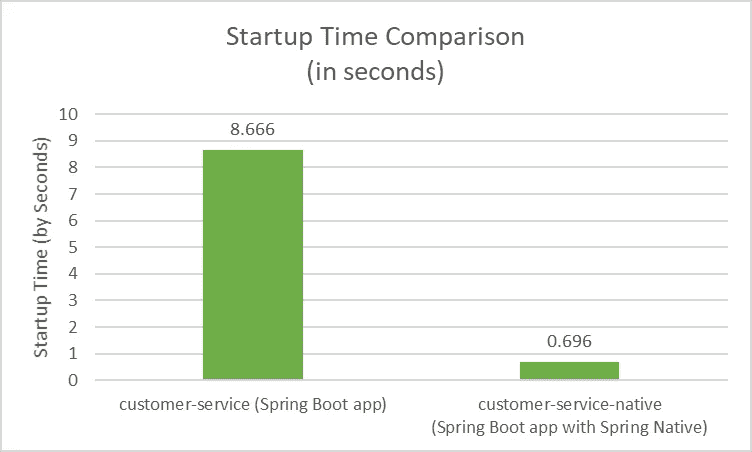 Startup Time Comparison
(in seconds)
Startup Time (by Seconds)
10
9
8
7
6
5
4
3
2
1
0
8.666
0.696
customer-service (Spring Boot app)
customer-service-native
(Spring Boot app with Spring Native)